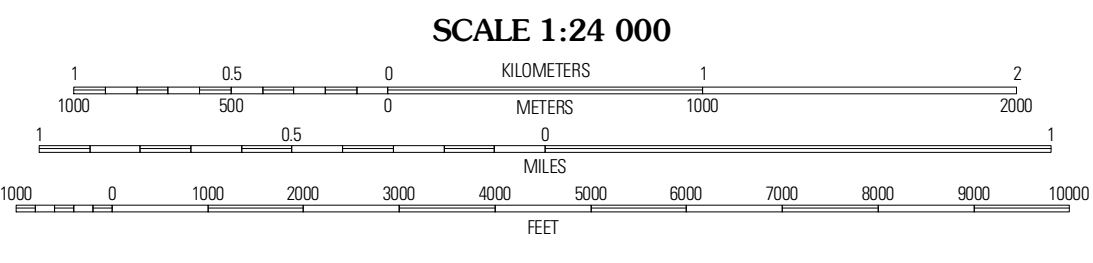 SCALE 1:24 000
1 0.5 0 KILOMETERS 1 2
1000 500 0 METERS 1000 2000
1 0.5 0 1
MILES
1000 0 1000 2000 3000 4000 5000 6000 7000 8000 9000 10000
FEET